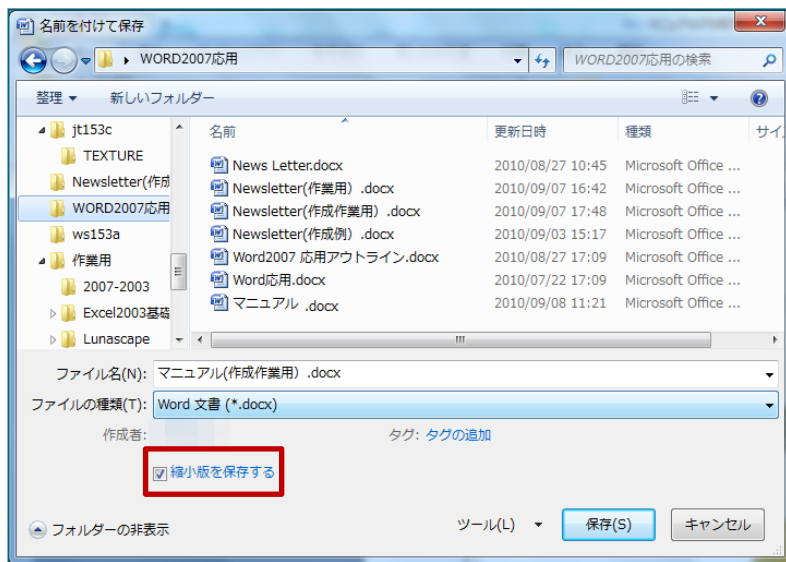 名前を付けて保存
WORD2007応用
WORD2007応用の検索
整理 新しいフォルダー
jt153c
TEXTURE
Newsletter(作成
WORD2007応用
ws153a
作業用
2007-2003
Excel2003基礎
Lunascape
名前 更新日時 種類 サイ
News Letter.docx 2010/08/27 10:45 Microsoft Office ...
Newsletter(作業用）.docx 2010/09/07 16:42 Microsoft Office ...
Newsletter(作成作業用）.docx 2010/09/07 17:48 Microsoft Office ...
Newsletter(作成例）.docx 2010/09/03 15:17 Microsoft Office ...
Word2007 応用アウトライン.docx 2010/08/27 17:09 Microsoft Office ...
Word応用.docx 2010/07/22 17:09 Microsoft Office ...
マニュアル .docx 2010/09/08 11:21 Microsoft Office ...
ファイル名(N): マニュアル(作成作業用）.docx
ファイルの種類(T): Word 文書 (*.docx)
作成者: タグ: タグの追加
縮小版を保存する
フォルダーの非表示 ツール(L) 保存(S) キャンセル